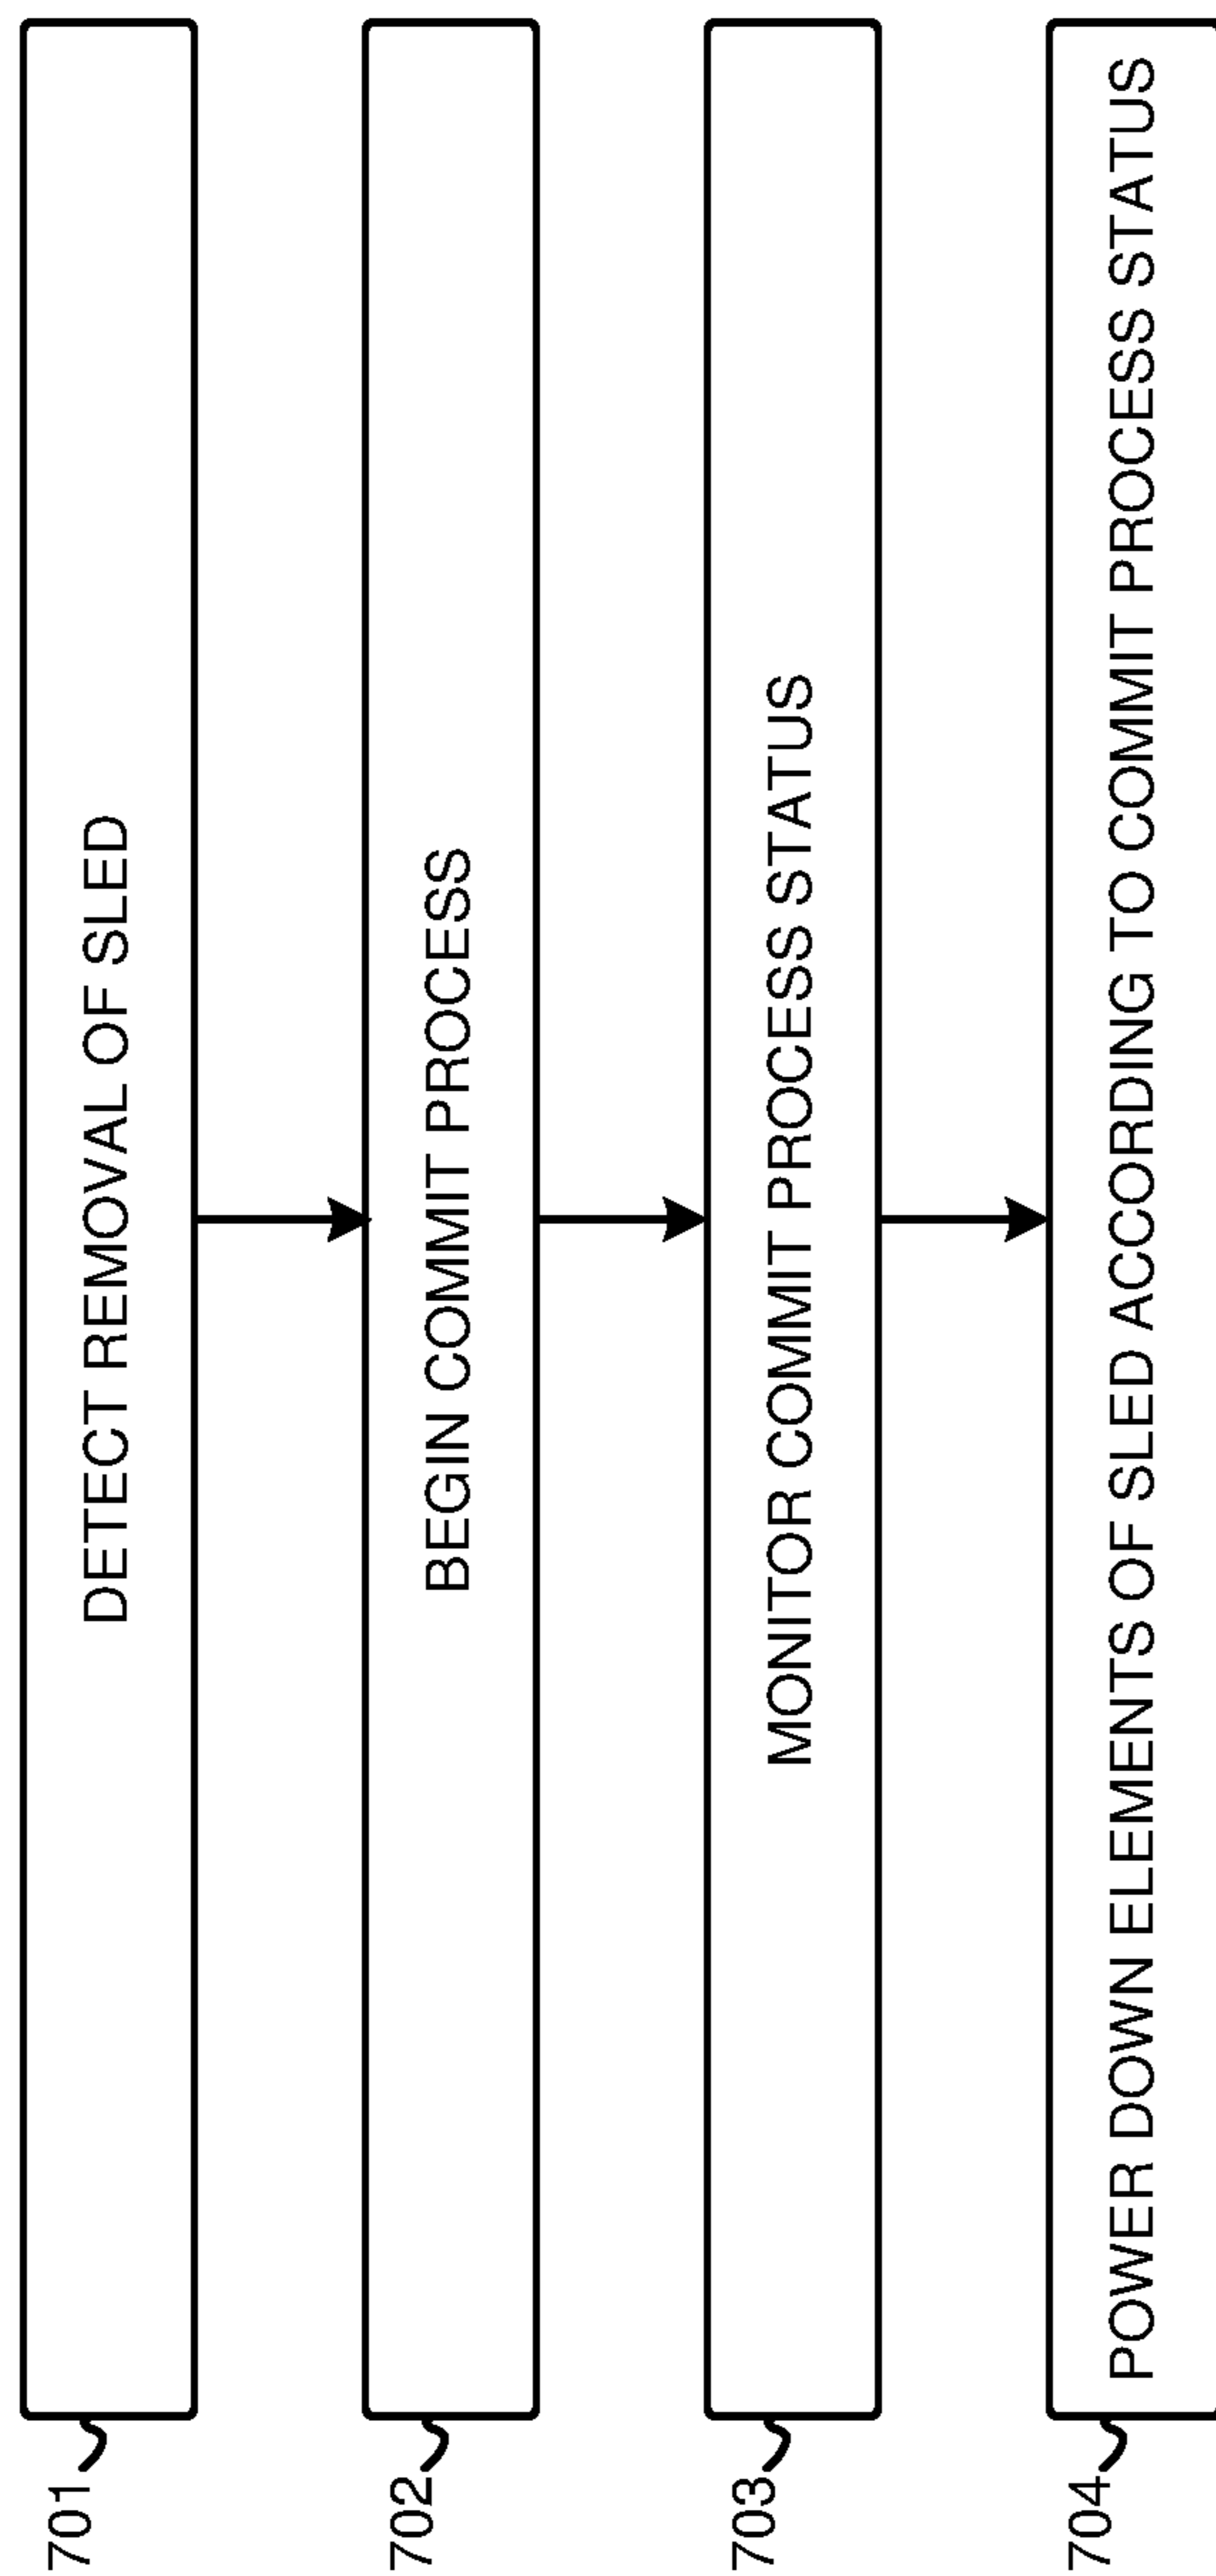 701
DETECT REMOVAL OF SLED
702
BEGIN COMMIT PROCESS
703
MONITOR COMMIT PROCESS STATUS
704
POWER DOWN ELEMENTS OF SLED ACCORDING TO COMMIT PROCESS STATUS